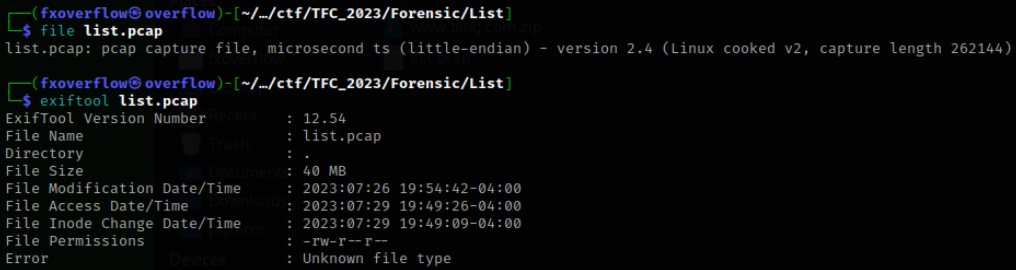 (fxoverflow㉿overflow)-[~/…/ctf/TFC_2023/Forensic/List]
$ file list.pcap
list.pcap: pcap capture file, microsecond ts (little-endian) - version 2.4 (Linux cooked v2, capture length 262144)
(fxoverflow㉿overflow)-[~/…/ctf/TFC_2023/Forensic/List]
$ exiftool list.pcap
ExifTool Version Number : 12.54
File Name : list.pcap
Directory : .
File Size : 40 MB
File Modification Date/Time : 2023:07:26 19:54:42-04:00
File Access Date/Time : 2023:07:29 19:49:26-04:00
File Inode Change Date/Time : 2023:07:29 19:49:09-04:00
File Permissions : -rw-r--r--
Error : Unknown file type